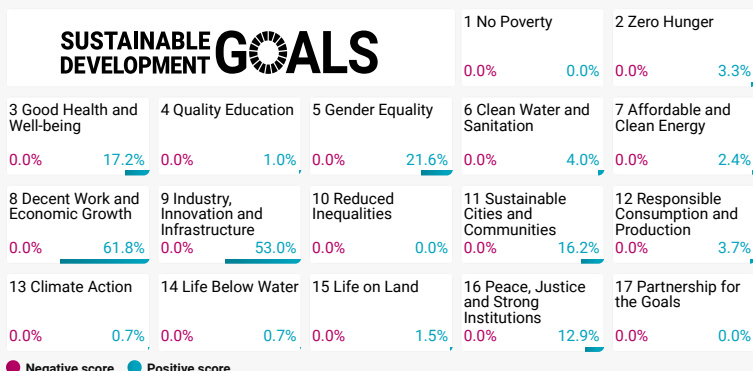 SUSTAINABLE
DEVELOPMENT
GOALS
1 No Poverty
0.0% 0.0%
2 Zero Hunger
0.0% 3.3%
3 Good Health and
Well-being
0.0% 17.2%
4 Quality Education
0.0% 1.0%
5 Gender Equality
0.0% 21.6%
6 Clean Water and
Sanitation
0.0% 4.0%
7 Affordable and
Clean Energy
0.0% 2.4%
8 Decent Work and
Economic Growth
0.0% 61.8%
9 Industry,
Innovation and
Infrastructure
0.0% 53.0%
10 Reduced
Inequalities
0.0% 0.0%
11 Sustainable
Cities and
Communities
0.0% 16.2%
12 Responsible
Consumption and
Production
0.0% 3.7%
13 Climate Action
0.0% 0.7%
14 Life Below Water
0.0% 0.7%
15 Life on Land
0.0% 1.5%
16 Peace, Justice
and Strong
Institutions
0.0% 12.9%
17 Partnership for
the Goals
0.0% 0.0%
Negative score Positive score